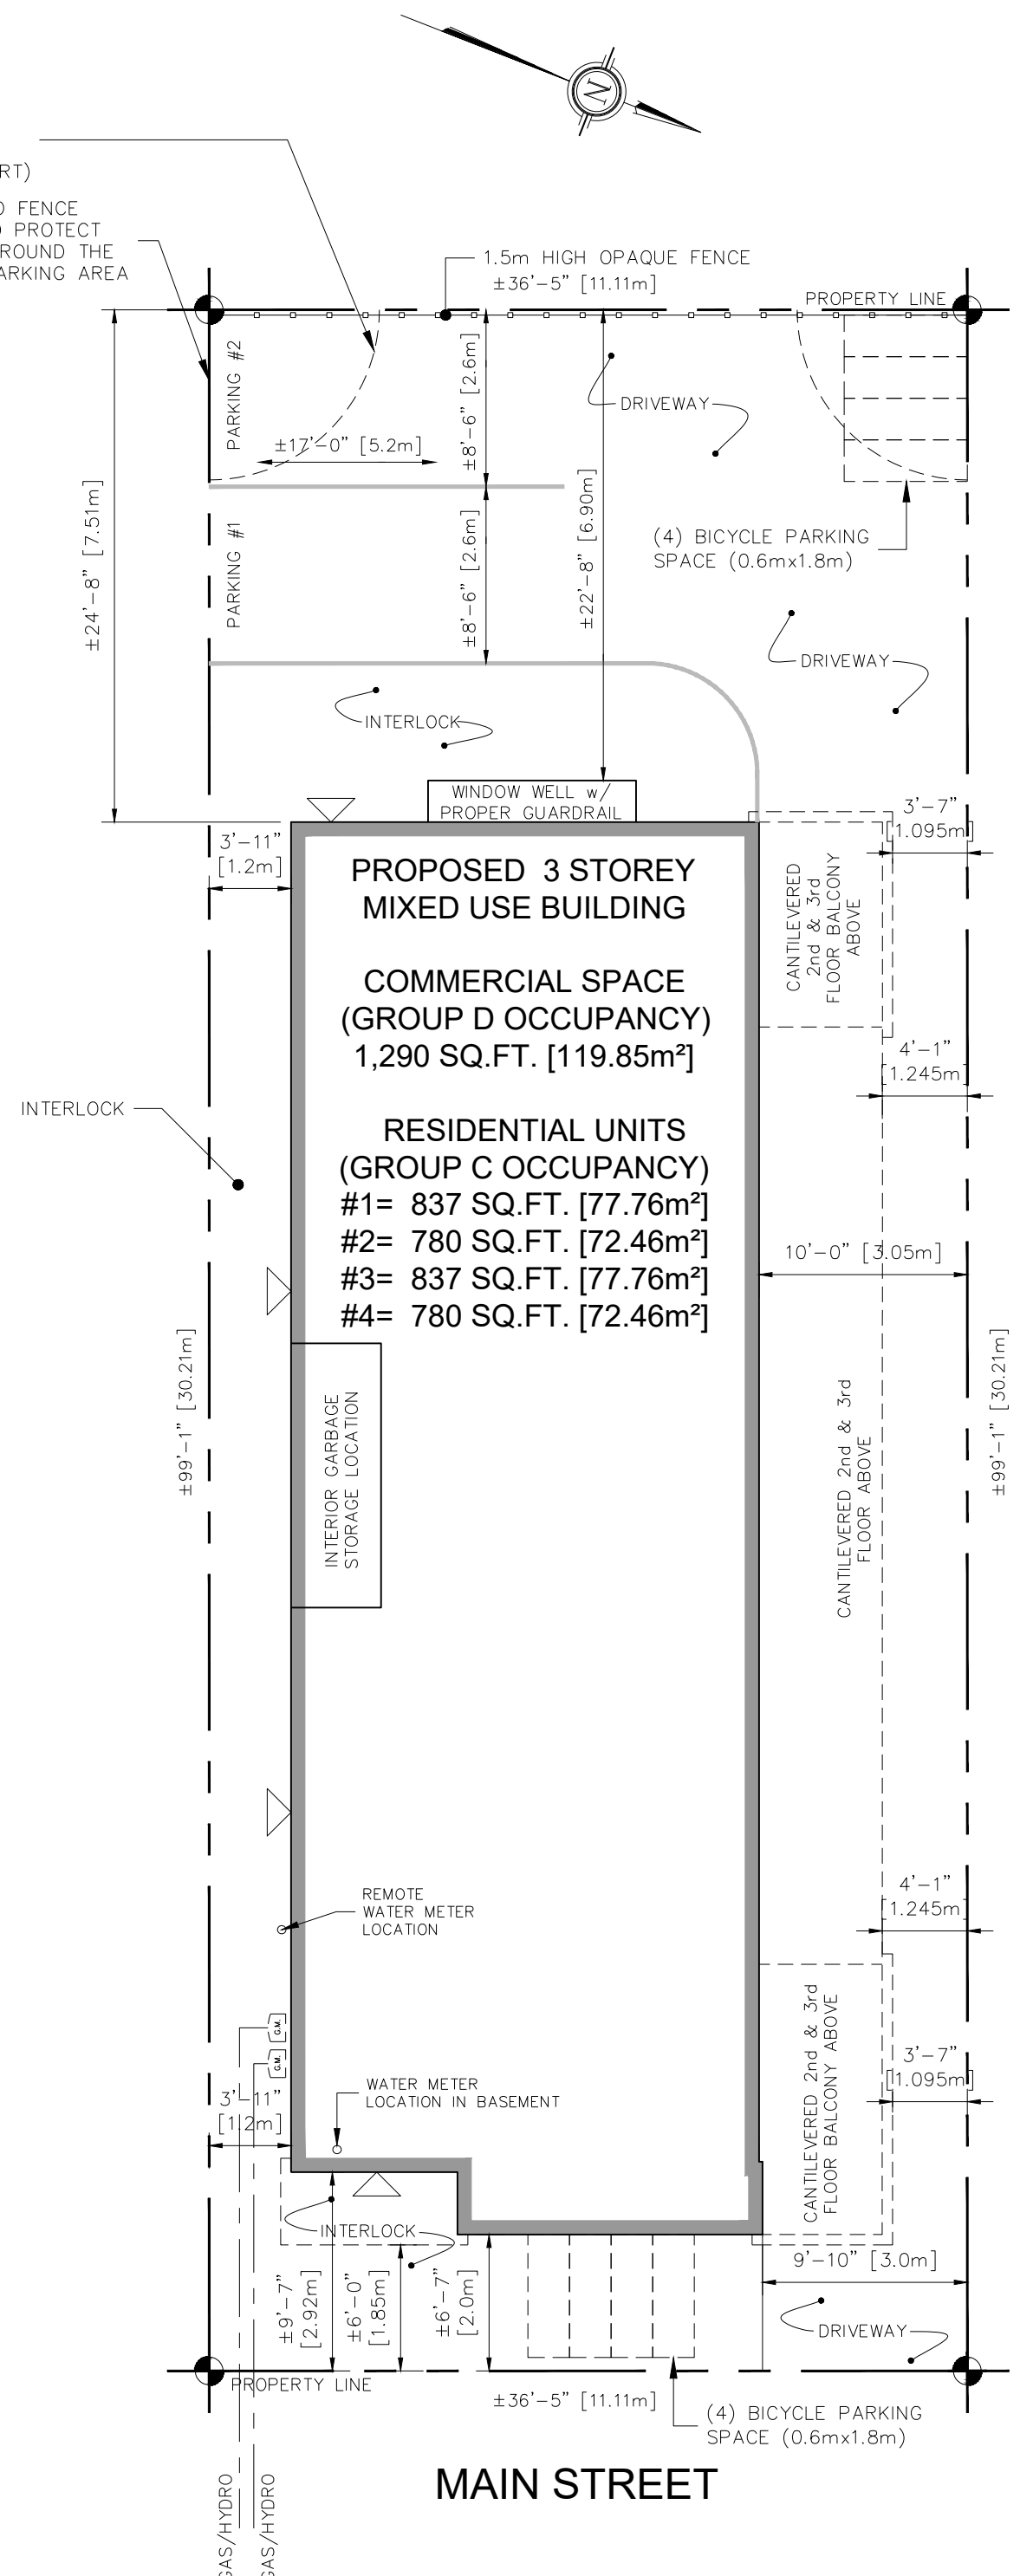 N
RT)
O FENCE
O PROTECT
ROUND THE
ARKING AREA
1.5m HIGH OPAQUE FENCE
±36'-5" [11.11m]
PROPERTY LINE
PARKING #2
±17'-0" [5.2m]
±8'-6" [2.6m]
DRIVEWAY
±24'-8" [7.51m]
PARKING #1
±8'-6" [2.6m]
±22'-8" [6.90m]
(4) BICYCLE PARKING
SPACE (0.6mx1.8m)
DRIVEWAY
INTERLOCK
WINDOW WELL w/
PROPER GUARDRAIL
3'-11"
[1.2m]
3'-7"
[1.095m]
PROPOSED 3 STOREY
MIXED USE BUILDING
COMMERCIAL SPACE
(GROUP D OCCUPANCY)
1,290 SQ.FT. [119.85m²]
CANTILEVERED
2nd & 3rd
FLOOR BALCONY
ABOVE
4'-1"
[1.245m]
INTERLOCK
RESIDENTIAL UNITS
(GROUP C OCCUPANCY)
#1= 837 SQ.FT. [77.76m²]
#2= 780 SQ.FT. [72.46m²]
#3= 837 SQ.FT. [77.76m²]
#4= 780 SQ.FT. [72.46m²]
10'-0" [3.05m]
±99'-1" [30.21m]
INTERIOR GARBAGE
STORAGE LOCATION
CANTILEVERED 2nd & 3rd
FLOOR ABOVE
±99'-1" [30.21m]
REMOTE
WATER METER
LOCATION
4'-1"
[1.245m]
G.M.
G.M.
CANTILEVERED 2nd & 3rd
FLOOR BALCONY ABOVE
3'-7"
[1.095m]
WATER METER
LOCATION IN BASEMENT
3'-11"
[1.2m]
INTERLOCK
±9'-7"
[2.92m]
±6'-0"
[1.85m]
±6'-7"
[2.0m]
9'-10" [3.0m]
DRIVEWAY
PROPERTY LINE
±36'-5" [11.11m]
(4) BICYCLE PARKING
SPACE (0.6mx1.8m)
MAIN STREET
GAS/HYDRO
GAS/HYDRO